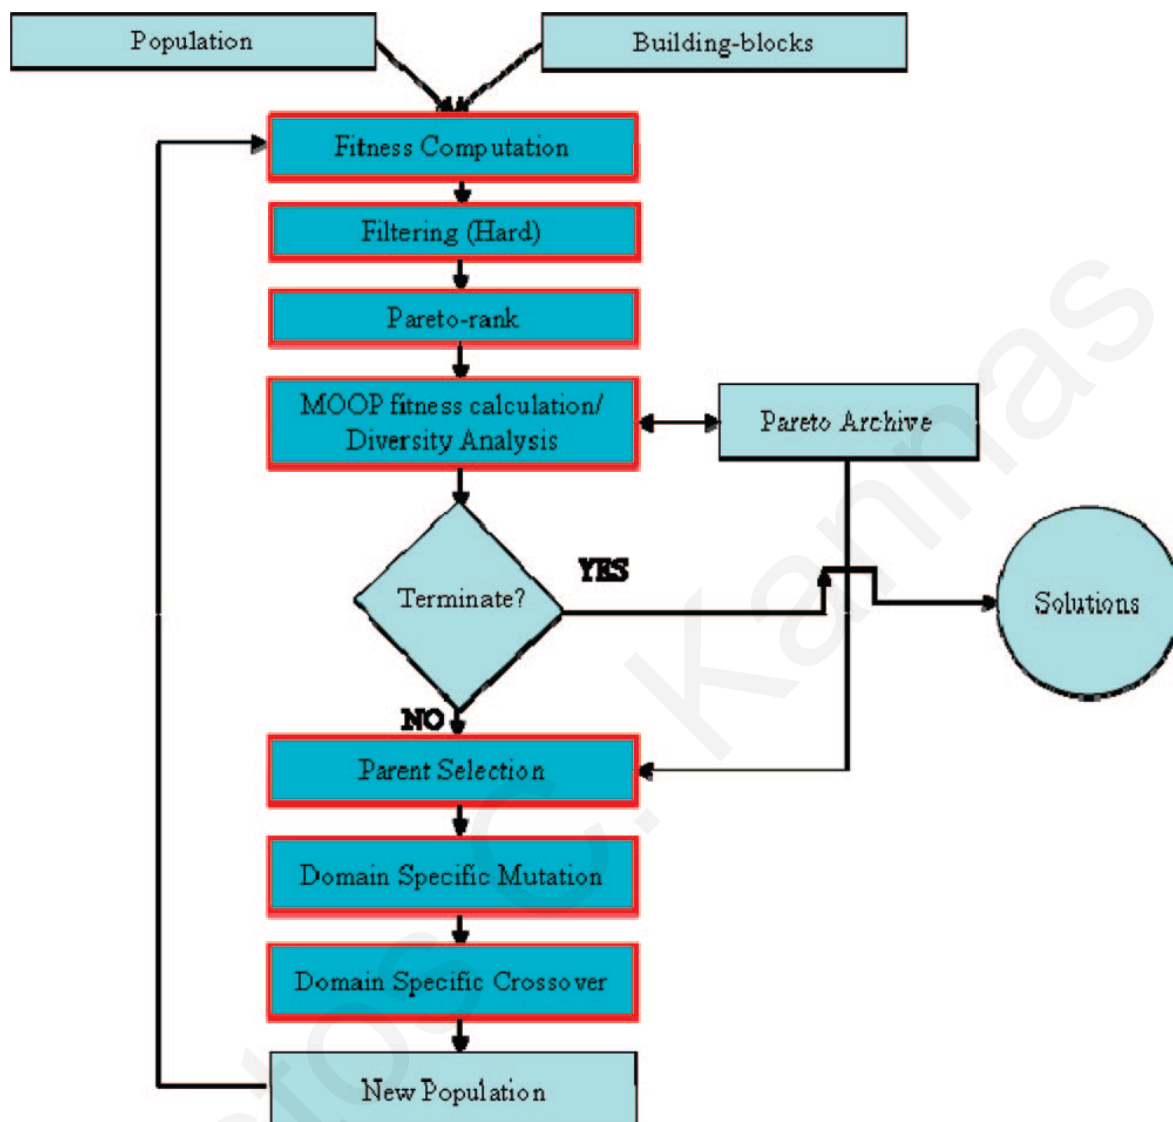 Population
Building-blocks
Fitness Computation
Filtering (Hard)
Pareto-rank
MOOP fitness calculation/
Diversity Analysis
Pareto Archive
YES
Terminate?
Solutions
NO
Parent Selection
Domain Specific Mutation
Domain Specific Crossover
New Population
C. Kannas